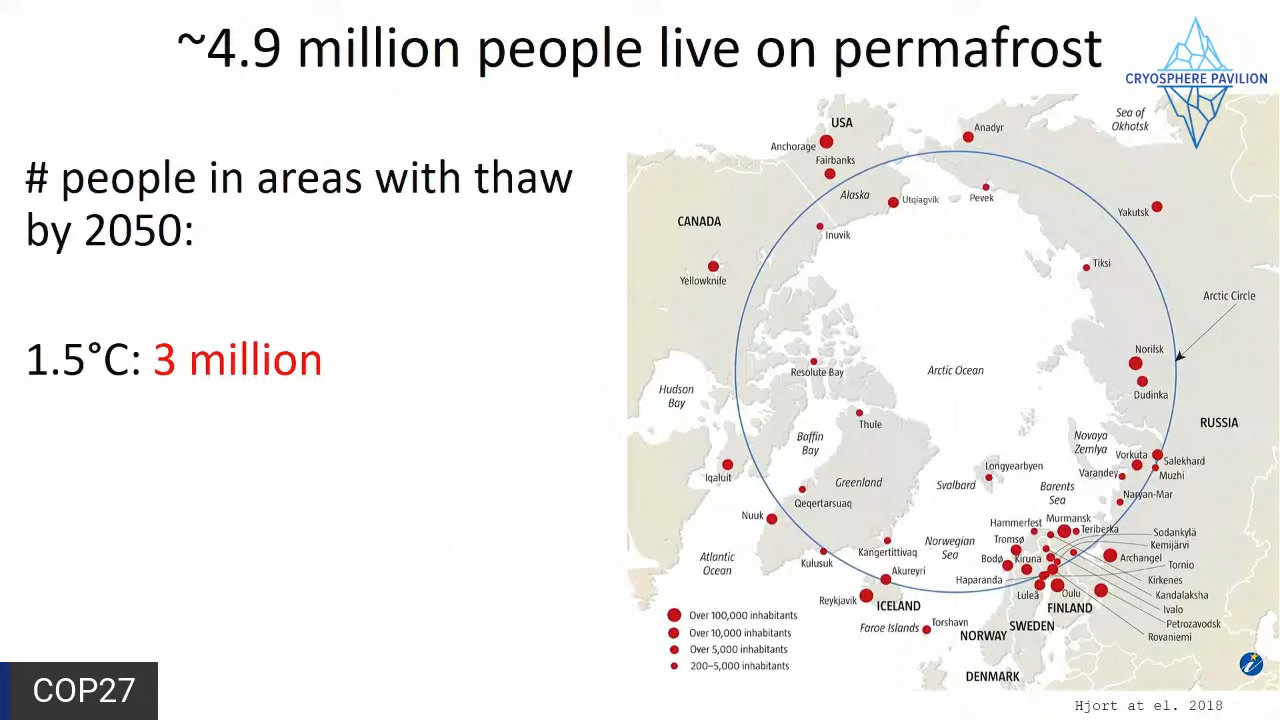 ~4.9 million people live on permafrost
CRYOSPHERE PAVILION
# people in areas with thaw
by 2050:
1.5°C: 3 million
USA
Anchorage
Fairbanks
Alaska
Anadyr
Sea of
Okhotsk
Utqiagvik
Pevek
Yakutsk
CANADA
Inuvik
Tiksi
Yellowknife
Arctic Circle
Norilsk
Dudinka
Resolute Bay
Arctic Ocean
Hudson
Bay
Thule
RUSSIA
Baffin
Bay
Novaya
Zemlya
Vorkuta
Salekhard
Varandey
Muzhi
Iqaluit
Longyearbyen
Svalbard
Barents
Sea
Greenland
Qeqertarsuaq
Naryan-Mar
Nuuk
Hammerfest
Murmansk
Teriberka
Sodankylä
Kemijärvi
Tromsø
Norwegian
Sea
Kangertittivaq
Kulusuk
Atlantic
Ocean
Bodø
Kiruna
Archangel
Tornio
Akureyri
Haparanda
Kirkenes
Kandalaksha
Luleå
Oulu
Ivalo
Reykjavik
ICELAND
FINLAND
Petrozavodsk
Rovaniemi
Faroe Islands
Torshavn
NORWAY
SWEDEN
DENMARK
Over 100,000 inhabitants
Over 10,000 inhabitants
Over 5,000 inhabitants
200–5,000 inhabitants
COP27
Hjort at el. 2018